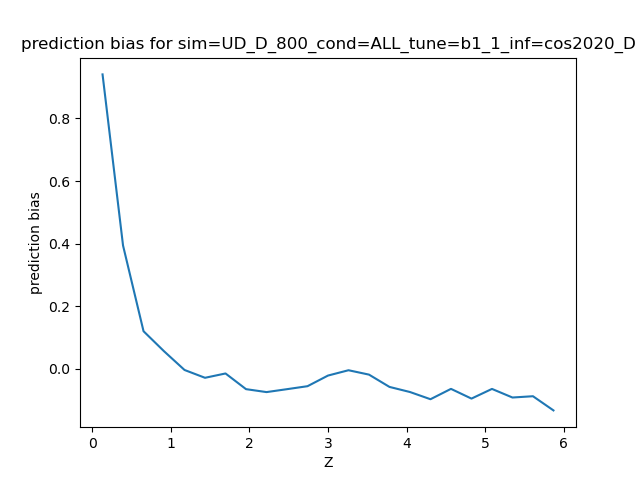 prediction bias for sim=UD_D_800_cond=ALL_tune=b1_1_inf=cos2020_D
prediction bias
0.8
0.6
0.4
0.2
0.0
0 1 2 3 4 5 6
Z